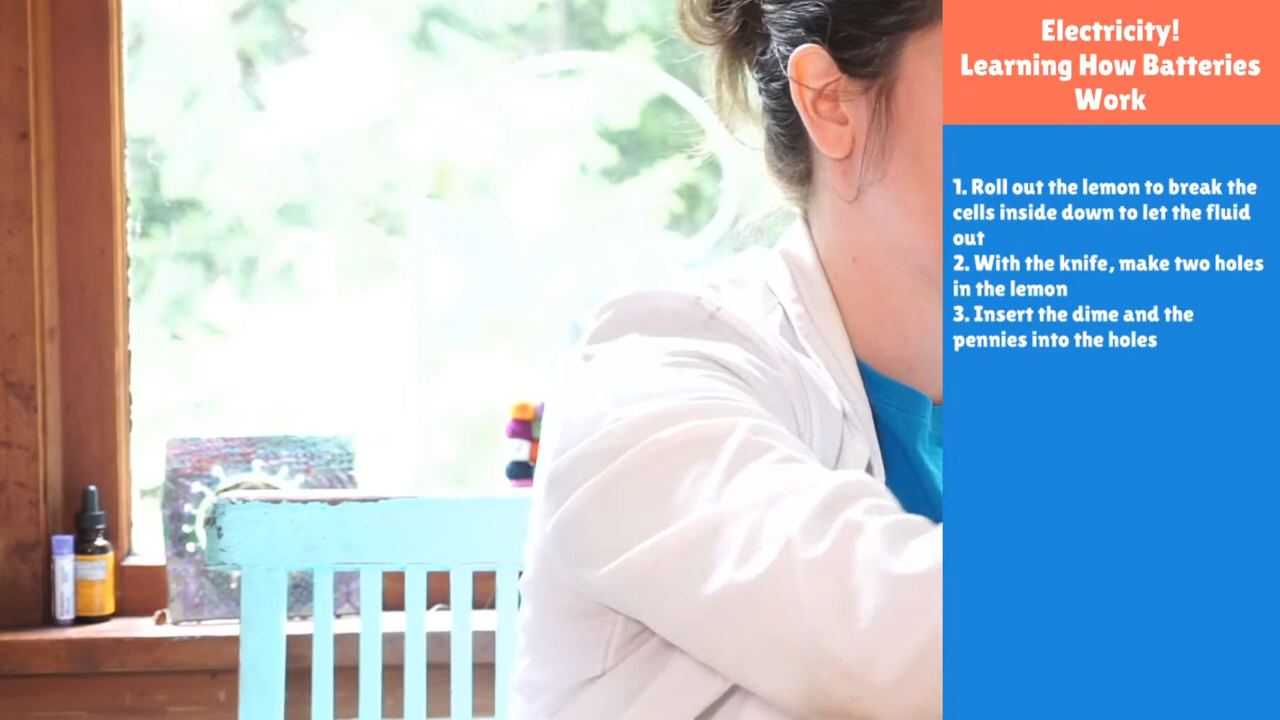 Electricity!
Learning How Batteries
Work
1. Roll out the lemon to break the
cells inside down to let the fluid
out
2. With the knife, make two holes
in the lemon
3. Insert the dime and the
pennies into the holes